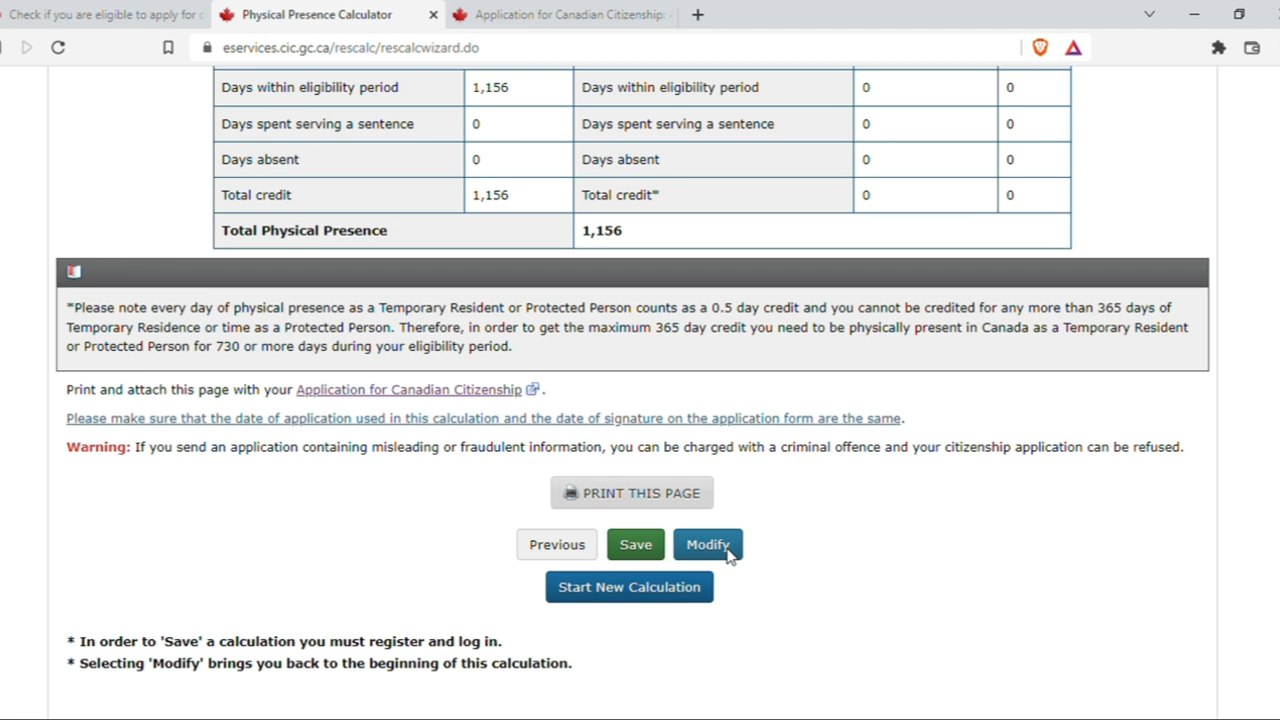 Check if you are eligible to apply for
Physical Presence Calculator
Application for Canadian Citizenship:
eservices.cic.gc.ca/rescalc/rescalcwizard.do
Days within eligibility period 1,156 Days within eligibility period 0 0
Days spent serving a sentence 0 Days spent serving a sentence 0 0
Days absent 0 Days absent 0 0
Total credit 1,156 Total credit* 0 0
Total Physical Presence 1,156
*Please note every day of physical presence as a Temporary Resident or Protected Person counts as a 0.5 day credit and you cannot be credited for any more than 365 days of
Temporary Residence or time as a Protected Person. Therefore, in order to get the maximum 365 day credit you need to be physically present in Canada as a Temporary Resident
or Protected Person for 730 or more days during your eligibility period.
Print and attach this page with your Application for Canadian Citizenship .
Please make sure that the date of application used in this calculation and the date of signature on the application form are the same.
Warning: If you send an application containing misleading or fraudulent information, you can be charged with a criminal offence and your citizenship application can be refused.
PRINT THIS PAGE
Previous Save Modify
Start New Calculation
* In order to 'Save' a calculation you must register and log in.
* Selecting 'Modify' brings you back to the beginning of this calculation.